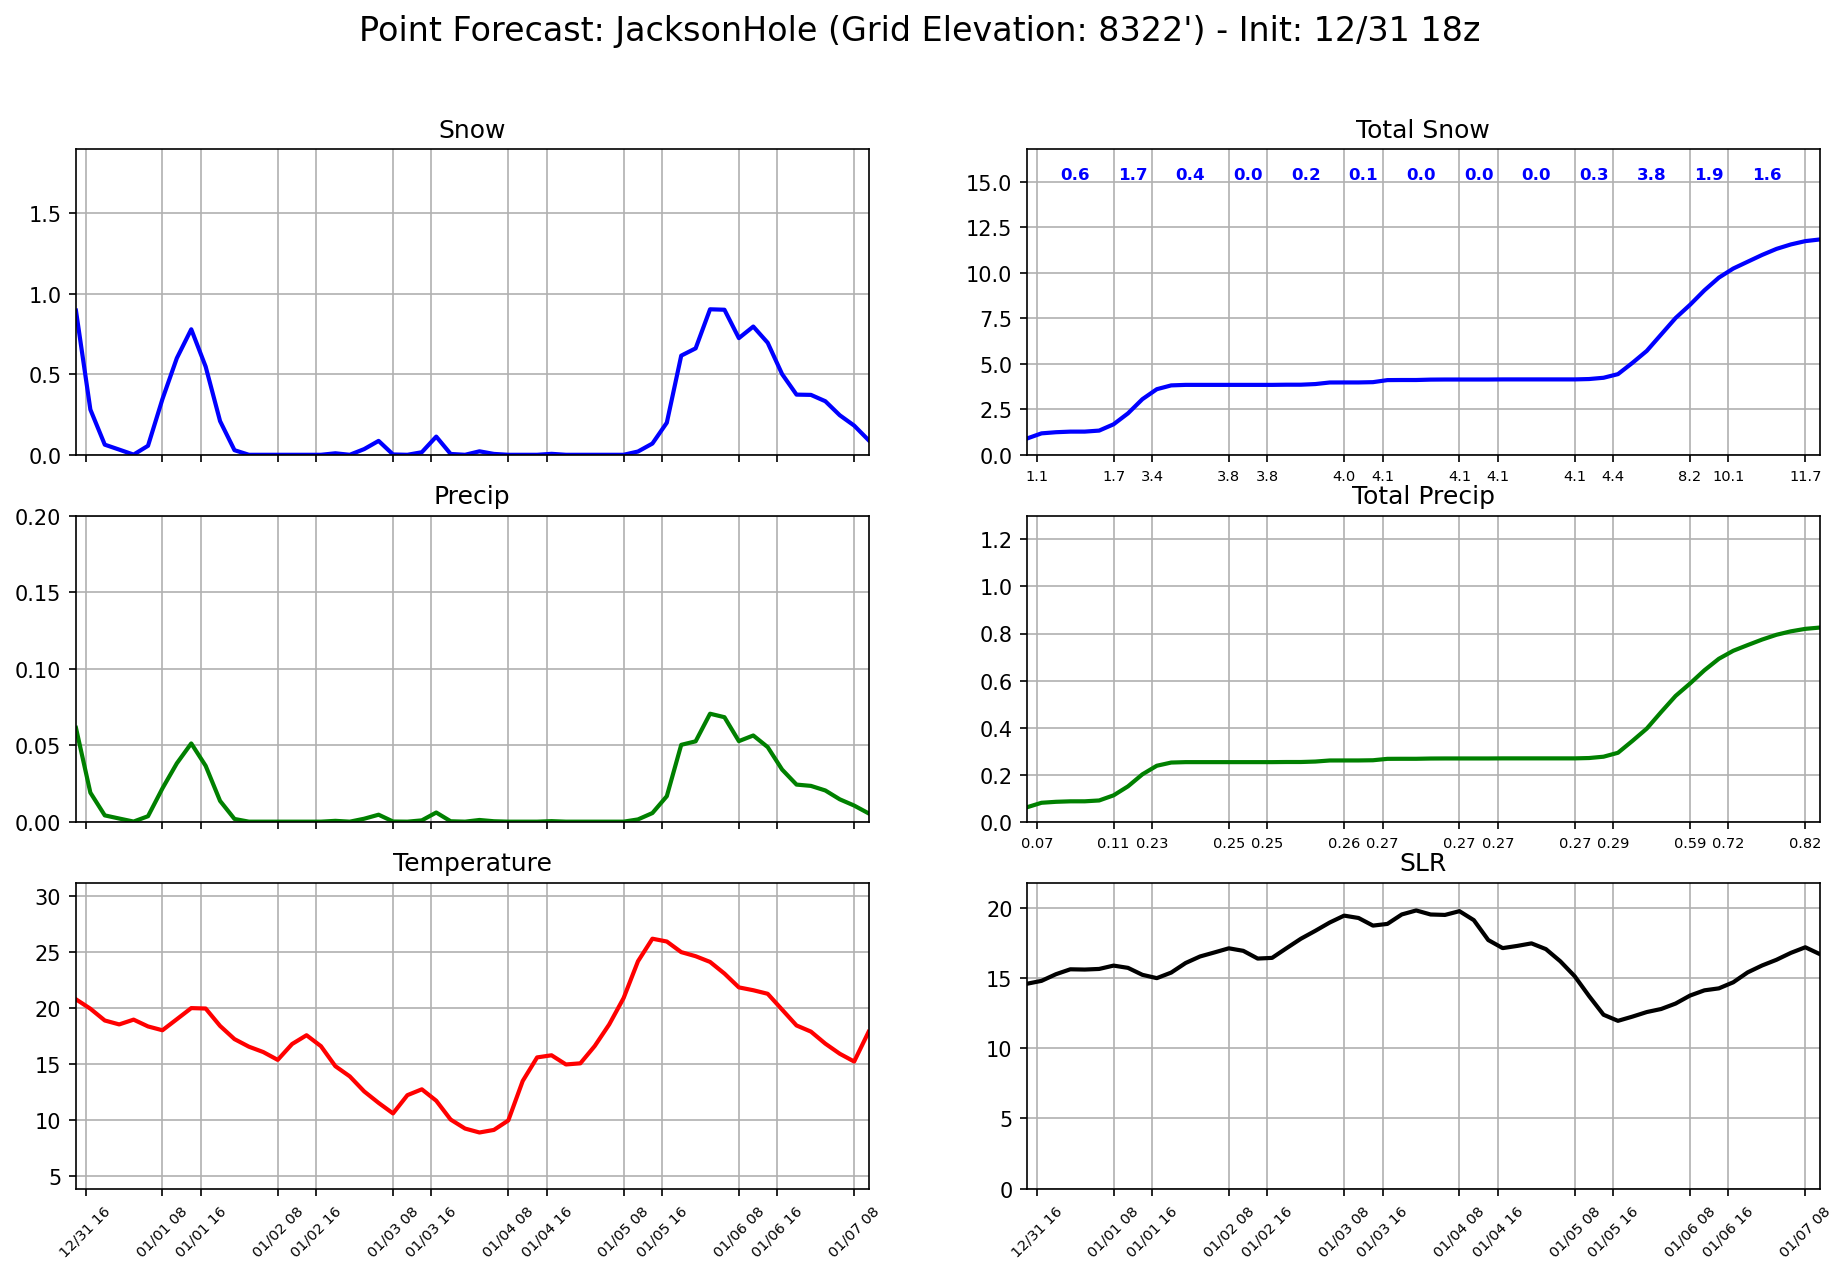 Point Forecast: JacksonHole (Grid Elevation: 8322') - Init: 12/31 18z
Snow
1.5
1.0
0.5
0.0
Total Snow
0.6 1.7 0.4 0.0 0.2 0.1 0.0 0.0 0.0 0.3 3.8 1.9 1.6
15.0
12.5
10.0
7.5
5.0
2.5
0.0
1.1 1.7 3.4 3.8 3.8 4.0 4.1 4.1 4.1 4.1 4.4 8.2 10.1 11.7
Precip
0.20
0.15
0.10
0.05
0.00
Total Precip
1.2
1.0
0.8
0.6
0.4
0.2
0.0
0.07 0.11 0.23 0.25 0.25 0.26 0.27 0.27 0.27 0.27 0.29 0.59 0.72 0.82
Temperature
30
25
20
15
10
5
12/31 16 01/01 08 01/01 16 01/02 08 01/02 16 01/03 08 01/03 16 01/04 08 01/04 16 01/05 08 01/05 16 01/06 08 01/06 16 01/07 08
SLR
20
15
10
5
0
12/31 16 01/01 08 01/01 16 01/02 08 01/02 16 01/03 08 01/03 16 01/04 08 01/04 16 01/05 08 01/05 16 01/06 08 01/06 16 01/07 08